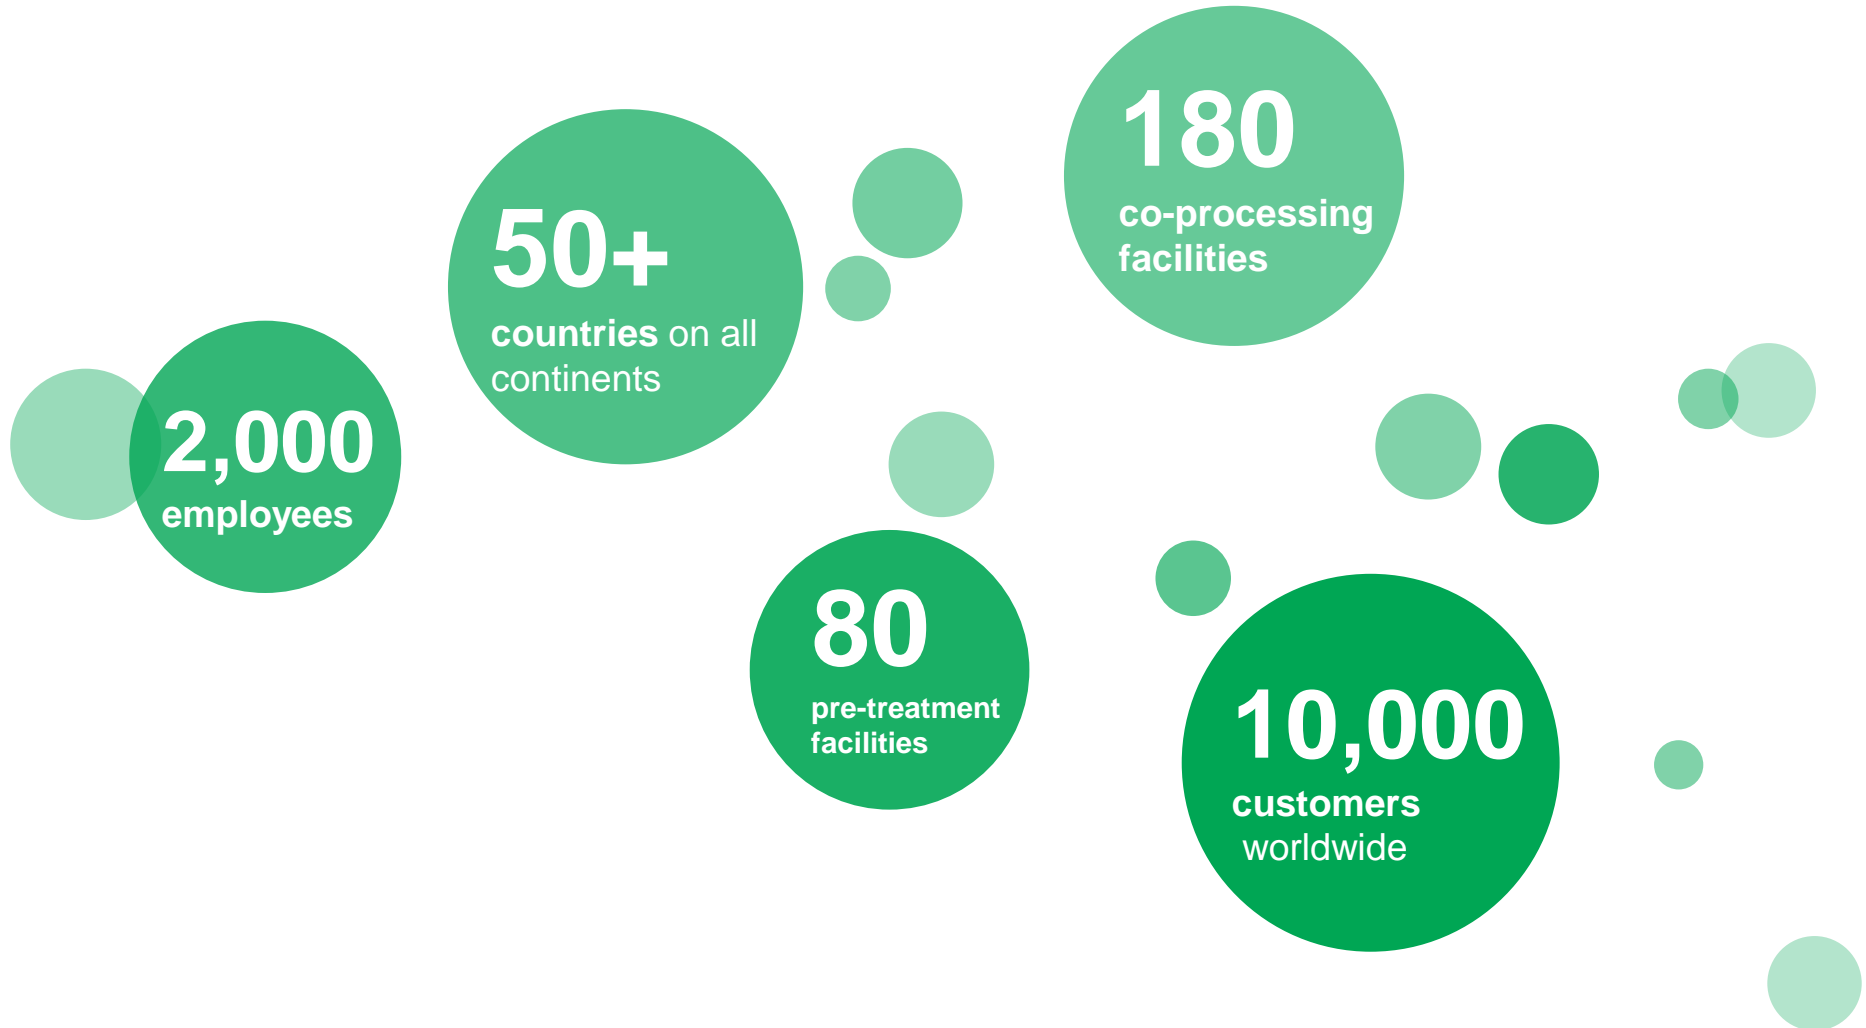 2,000
employees
50+
countries on all
continents
180
co-processing
facilities
80
pre-treatment
facilities
10,000
customers
worldwide